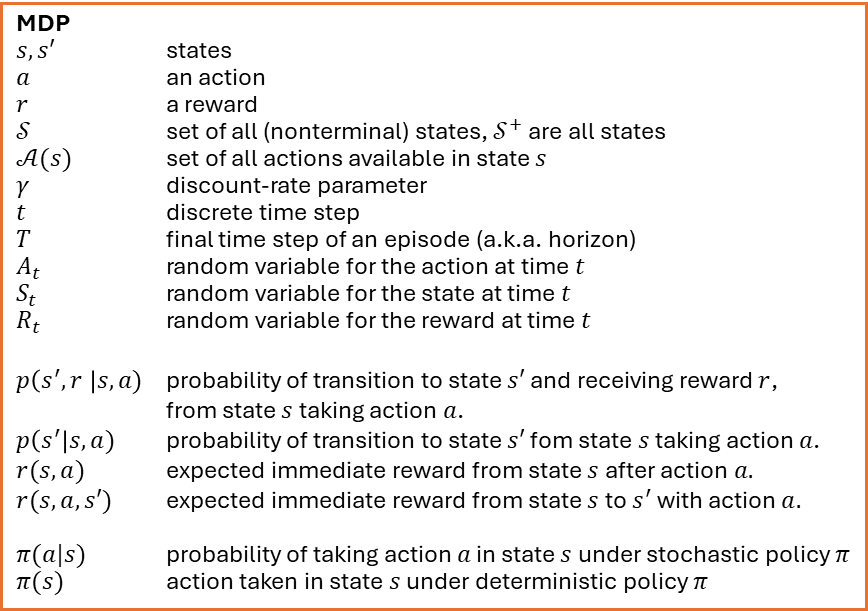 MDP
s, s′ states
a an action
r a reward
𝒮 set of all (nonterminal) states, 𝒮⁺ are all states
𝒜(s) set of all actions available in state s
γ discount-rate parameter
t discrete time step
T final time step of an episode (a.k.a. horizon)
Aₜ random variable for the action at time t
Sₜ random variable for the state at time t
Rₜ random variable for the reward at time t
p(s′, r |s, a) probability of transition to state s′ and receiving reward r,
from state s taking action a.
p(s′|s, a) probability of transition to state s′ fom state s taking action a.
r(s, a) expected immediate reward from state s after action a.
r(s, a, s′) expected immediate reward from state s to s′ with action a.
π(a|s) probability of taking action a in state s under stochastic policy π
π(s) action taken in state s under deterministic policy π